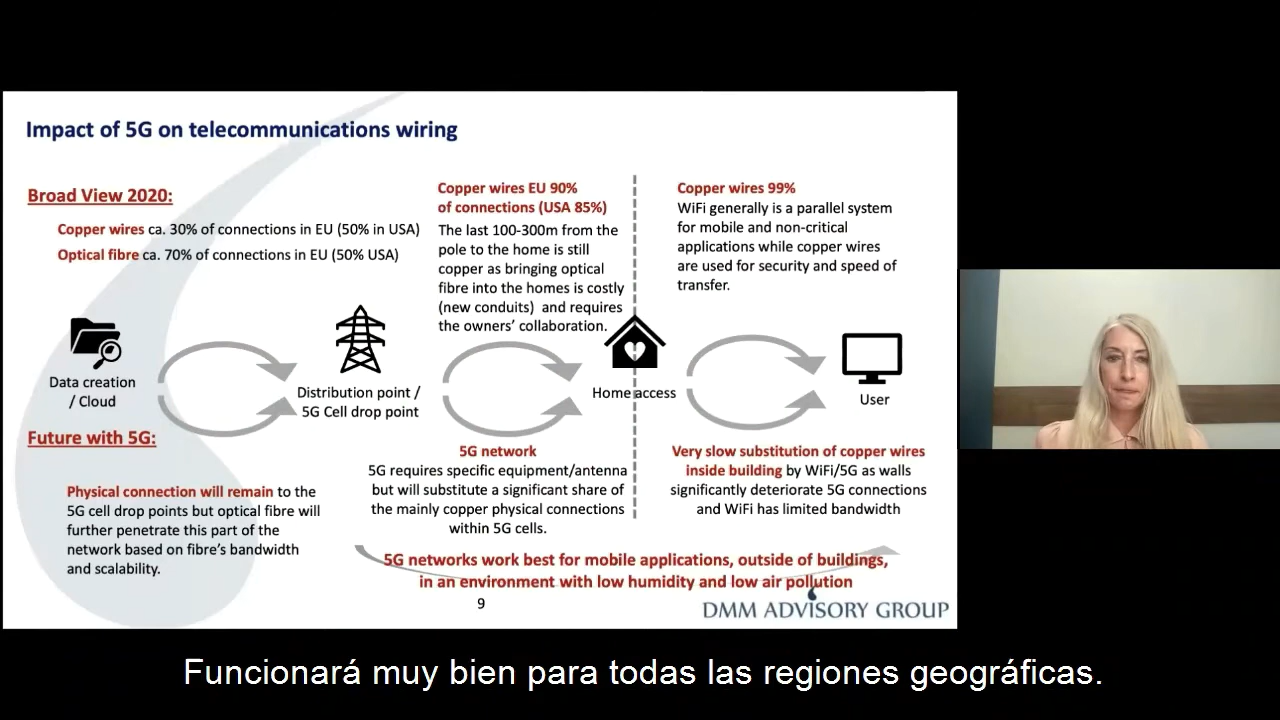 Impact of 5G on telecommunications wiring
Broad View 2020:
Copper wires ca. 30% of connections in EU (50% in USA)
Optical fibre ca. 70% of connections in EU (50% USA)
Copper wires EU 90%
of connections (USA 85%)
The last 100-300m from the
pole to the home is still
copper as bringing optical
fibre into the homes is costly
(new conduits) and requires
the owners' collaboration.
Copper wires 99%
WiFi generally is a parallel system
for mobile and non-critical
applications while copper wires
are used for security and speed of
transfer.
Data creation
/ Cloud
Distribution point /
5G Cell drop point
Home access
User
Future with 5G:
Physical connection will remain to the
5G cell drop points but optical fibre will
further penetrate this part of the
network based on fibre's bandwidth
and scalability.
5G network
5G requires specific equipment/antenna
but will substitute a significant share of
the mainly copper physical connections
within 5G cells.
Very slow substitution of copper wires
inside building by WiFi/5G as walls
significantly deteriorate 5G connections
and WiFi has limited bandwidth
5G networks work best for mobile applications, outside of buildings,
in an environment with low humidity and low air pollution
9
DMM ADVISORY GROUP
Funcionará muy bien para todas las regiones geográficas.